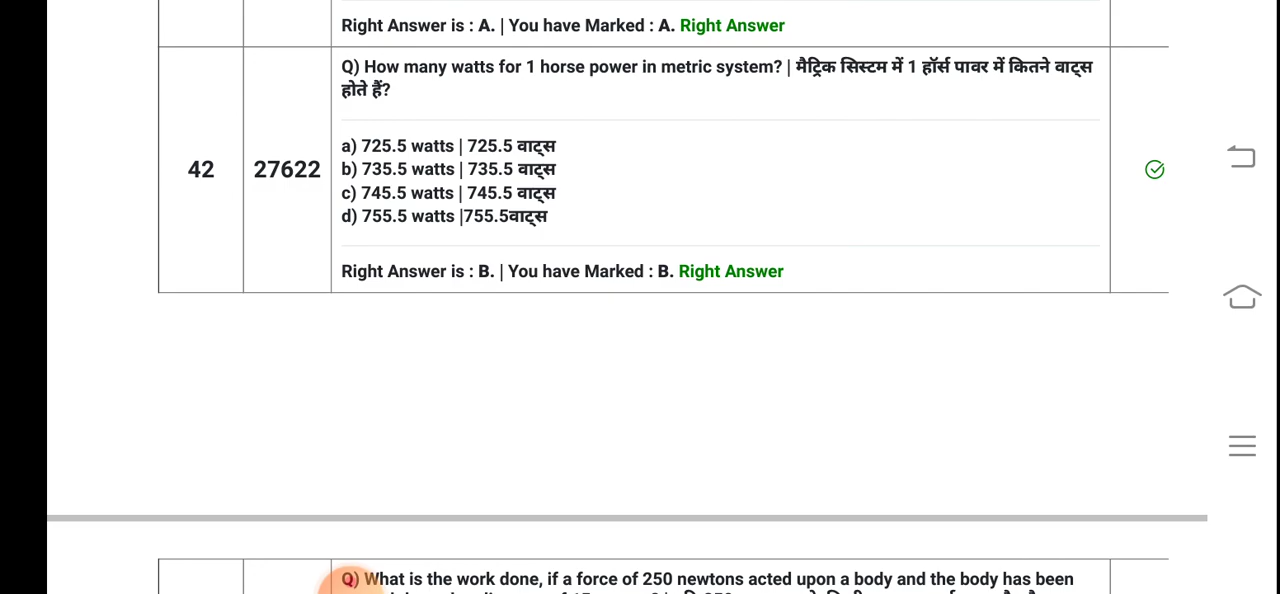 Right Answer is : A. | You have Marked : A. Right Answer
Q) How many watts for 1 horse power in metric system? | मैट्रिक सिस्टम में 1 हॉर्स पावर में कितने वाट्स
होते हैं?
42
27622
a) 725.5 watts | 725.5 वाट्स
b) 735.5 watts | 735.5 वाट्स
c) 745.5 watts | 745.5 वाट्स
d) 755.5 watts |755.5वाट्स
Right Answer is : B. | You have Marked : B. Right Answer
Q) What is the work done, if a force of 250 newtons acted upon a body and the body has been